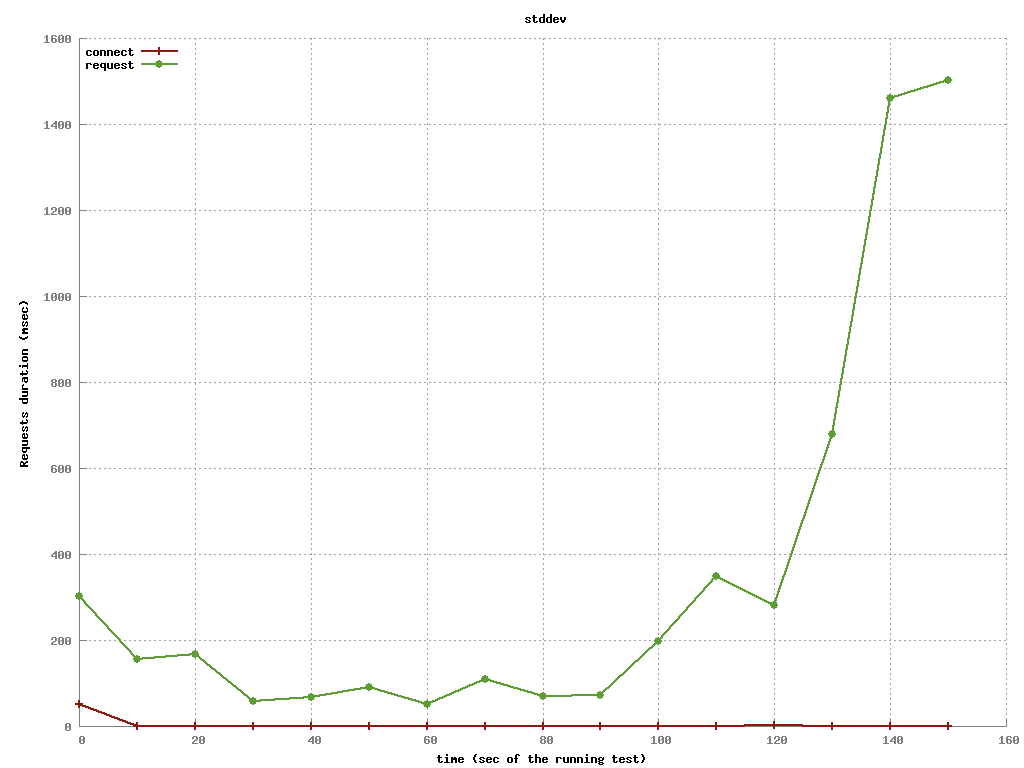 stddev
connect
request
1600
1400
1200
1000
800
600
400
200
0
Requests duration (msec)
0 20 40 60 80 100 120 140 160
time (sec of the running test)